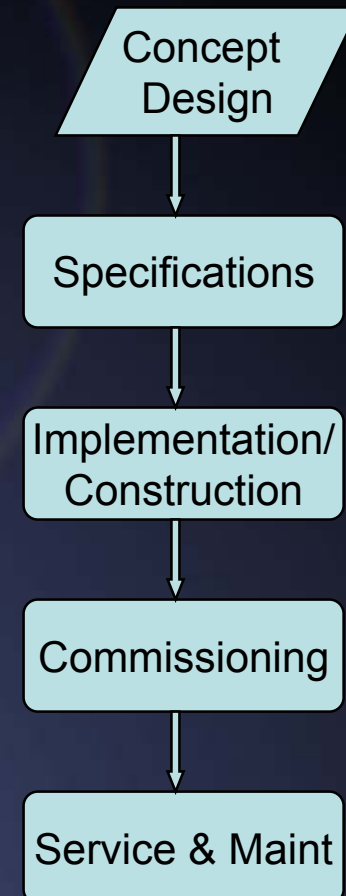 Concept
Design
Specifications
Implementation/
Construction
Commissioning
Service & Maint